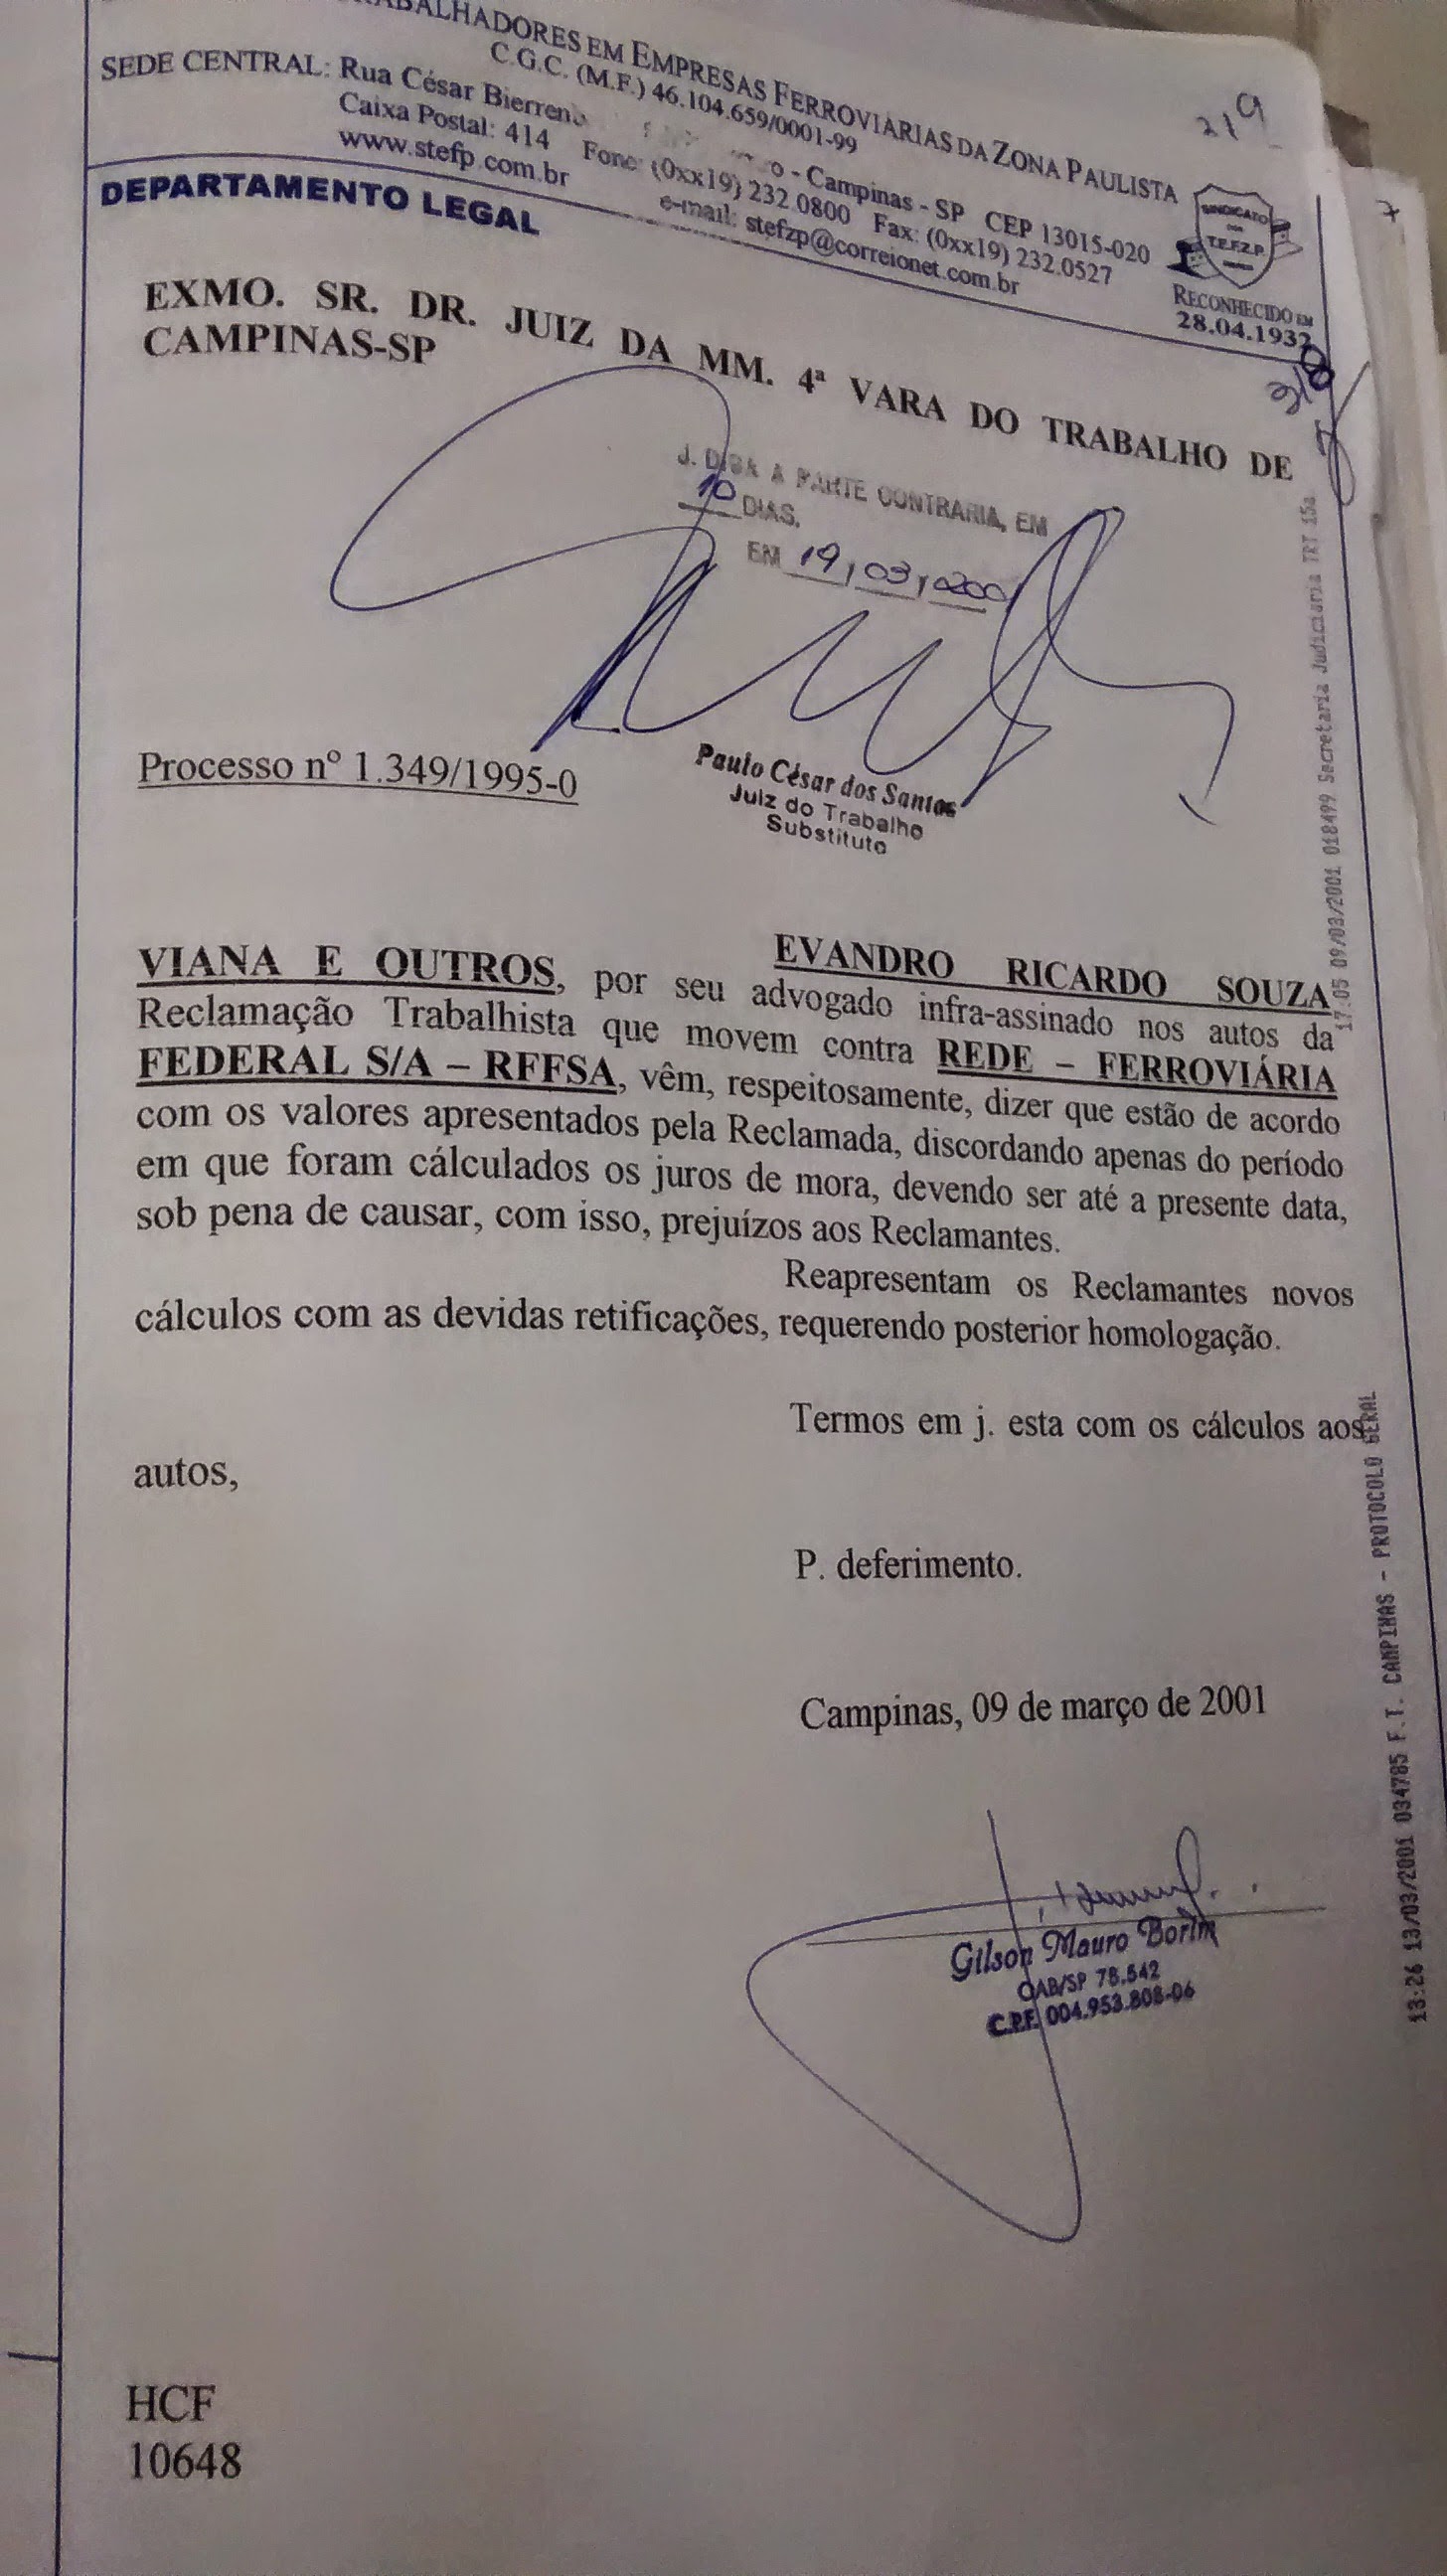 TRABALHADORES EM EMPRESAS FERROVIÁRIAS DA ZONA PAULISTA
C.G.C. (M.F.) 46.104.659/0001-99
SEDE CENTRAL: Rua César Bierren - Campinas - SP CEP 13015-020
Caixa Postal: 414 Fone: (0xx19) 232.0800 Fax: (0xx19) 232.0527
www.stefp.com.br e-mail: stefzp@correionet.com.br
219
SINDICATO
T.E.F.Z.P.
RECONHECIDO EM
28.04.1932
DEPARTAMENTO LEGAL
EXMO. SR. DR. JUIZ DA MM. 4ª VARA DO TRABALHO DE
CAMPINAS-SP
J. DIGA A PARTE CONTRARIA, EM
10 DIAS.
EM 19/03/200
Processo nº 1.349/1995-0
Paulo César dos Santos
Juiz do Trabalho
Substituto
EVANDRO RICARDO SOUZA
VIANA E OUTROS, por seu advogado infra-assinado nos autos da
Reclamação Trabalhista que movem contra REDE – FERROVIÁRIA
FEDERAL S/A – RFFSA, vêm, respeitosamente, dizer que estão de acordo
com os valores apresentados pela Reclamada, discordando apenas do período
em que foram cálculados os juros de mora, devendo ser até a presente data,
sob pena de causar, com isso, prejuízos aos Reclamantes.
Reapresentam os Reclamantes novos
cálculos com as devidas retificações, requerendo posterior homologação.
Termos em j. esta com os cálculos aos
autos,
P. deferimento.
Campinas, 09 de março de 2001
Gilson Mauro Borim
OAB/SP 78.542
C.P.F. 004.953.808-06
HCF
10648
17:05 09/03/2001 018499 Secretaria Judiciaria TRT 15a
13:26 13/03/2001 034785 F.T. CAMPINAS - PROTOCOLO GERAL